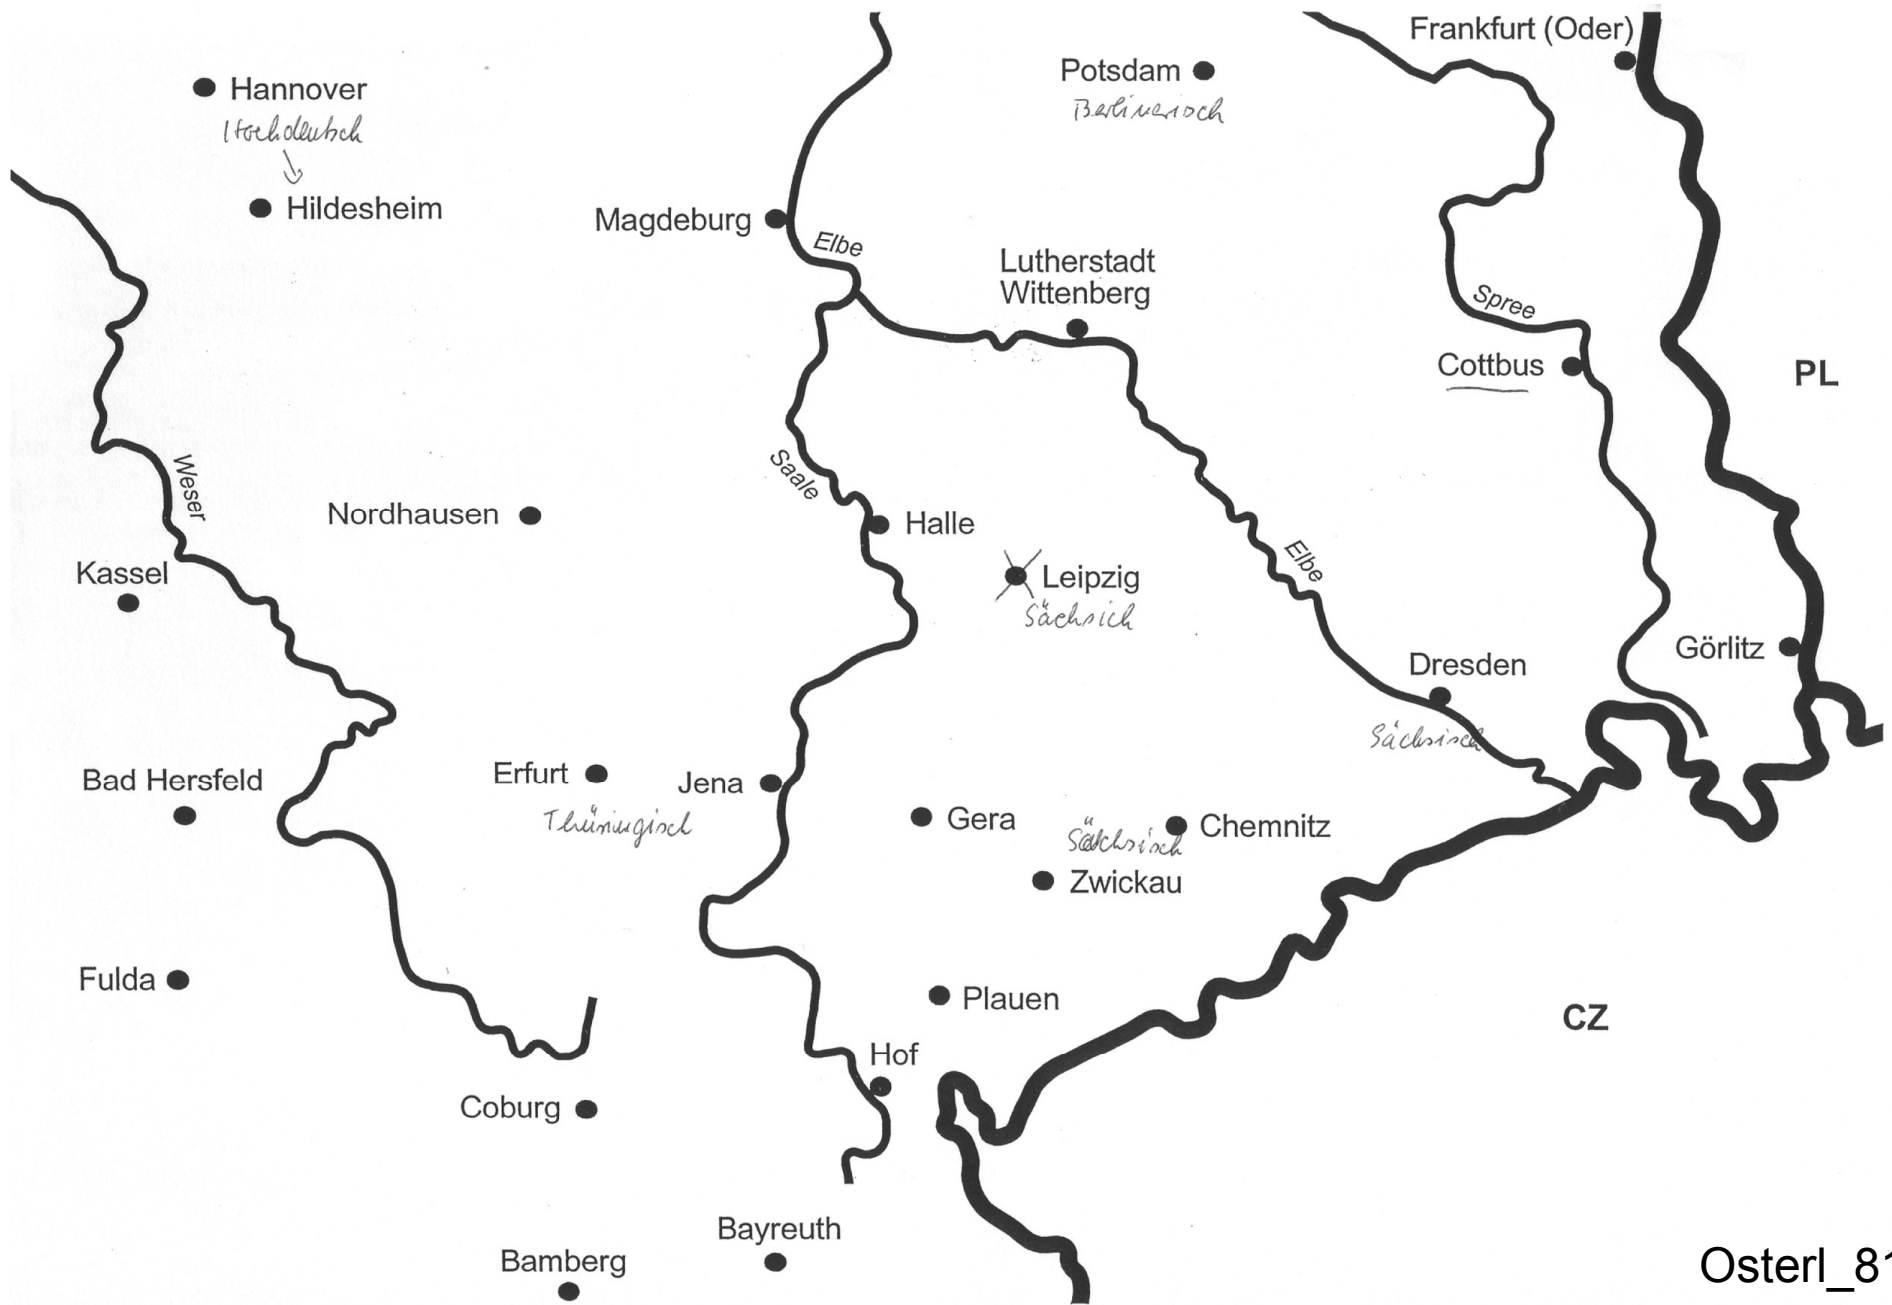 Frankfurt (Oder)
Potsdam
Berlinerisch
Hannover
Hochdeutsch
Hildesheim
Magdeburg
Elbe
Lutherstadt
Wittenberg
Spree
Cottbus
PL
Weser
Saale
Nordhausen
Halle
Elbe
Kassel
Leipzig
Sächsich
Görlitz
Dresden
Sächsisch
Bad Hersfeld
Erfurt
Thüringisch
Jena
Gera
Sächsisch
Chemnitz
Zwickau
Fulda
Plauen
CZ
Hof
Coburg
Bayreuth
Bamberg
Osterl_81